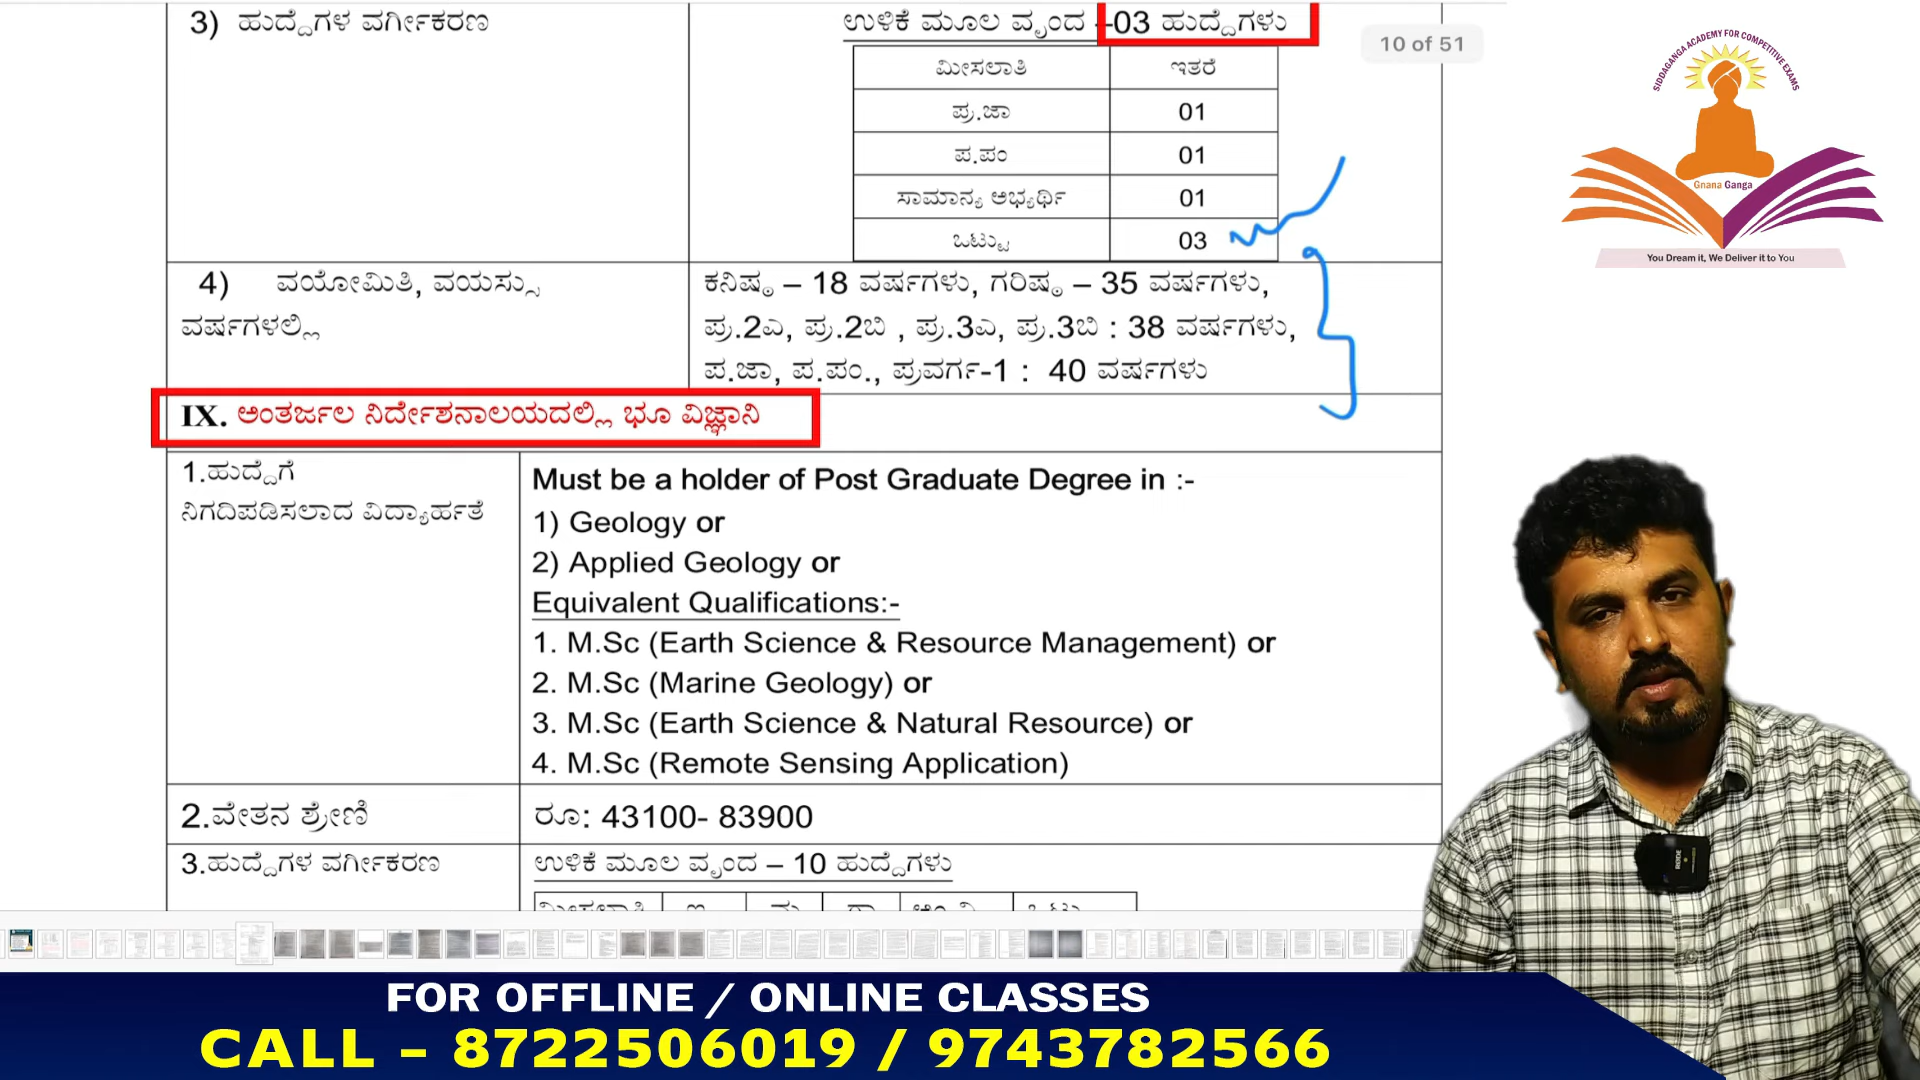 3) ಹುದ್ದೆಗಳ ವರ್ಗೀಕರಣ
ಉಳಿಕೆ ಮೂಲ ವೃಂದ –03 ಹುದ್ದೆಗಳು
10 of 51
ಮೀಸಲಾತಿ ಇತರೆ
ಪ್ರ.ಜಾ 01
ಪ.ಪಂ 01
ಸಾಮಾನ್ಯ ಅಭ್ಯರ್ಥಿ 01
ಒಟ್ಟು 03
4) ವಯೋಮಿತಿ, ವಯಸ್ಸು
ವರ್ಷಗಳಲ್ಲಿ
ಕನಿಷ್ಠ – 18 ವರ್ಷಗಳು, ಗರಿಷ್ಠ – 35 ವರ್ಷಗಳು,
ಪ್ರ.2ಎ, ಪ್ರ.2ಬಿ , ಪ್ರ.3ಎ, ಪ್ರ.3ಬಿ : 38 ವರ್ಷಗಳು,
ಪ.ಜಾ, ಪ.ಪಂ., ಪ್ರವರ್ಗ-1 : 40 ವರ್ಷಗಳು
IX. ಅಂತರ್ಜಲ ನಿರ್ದೇಶನಾಲಯದಲ್ಲಿ ಭೂ ವಿಜ್ಞಾನಿ
1.ಹುದ್ದೆಗೆ
ನಿಗದಿಪಡಿಸಲಾದ ವಿದ್ಯಾರ್ಹತೆ
Must be a holder of Post Graduate Degree in :-
1) Geology or
2) Applied Geology or
Equivalent Qualifications:-
1. M.Sc (Earth Science & Resource Management) or
2. M.Sc (Marine Geology) or
3. M.Sc (Earth Science & Natural Resource) or
4. M.Sc (Remote Sensing Application)
2.ವೇತನ ಶ್ರೇಣಿ
ರೂ: 43100- 83900
3.ಹುದ್ದೆಗಳ ವರ್ಗೀಕರಣ
ಉಳಿಕೆ ಮೂಲ ವೃಂದ – 10 ಹುದ್ದೆಗಳು
SIDDAGANGA ACADEMY FOR COMPETITIVE EXAMS
Gnana Ganga
You Dream it, We Deliver it to You
FOR OFFLINE / ONLINE CLASSES
CALL – 8722506019 / 9743782566